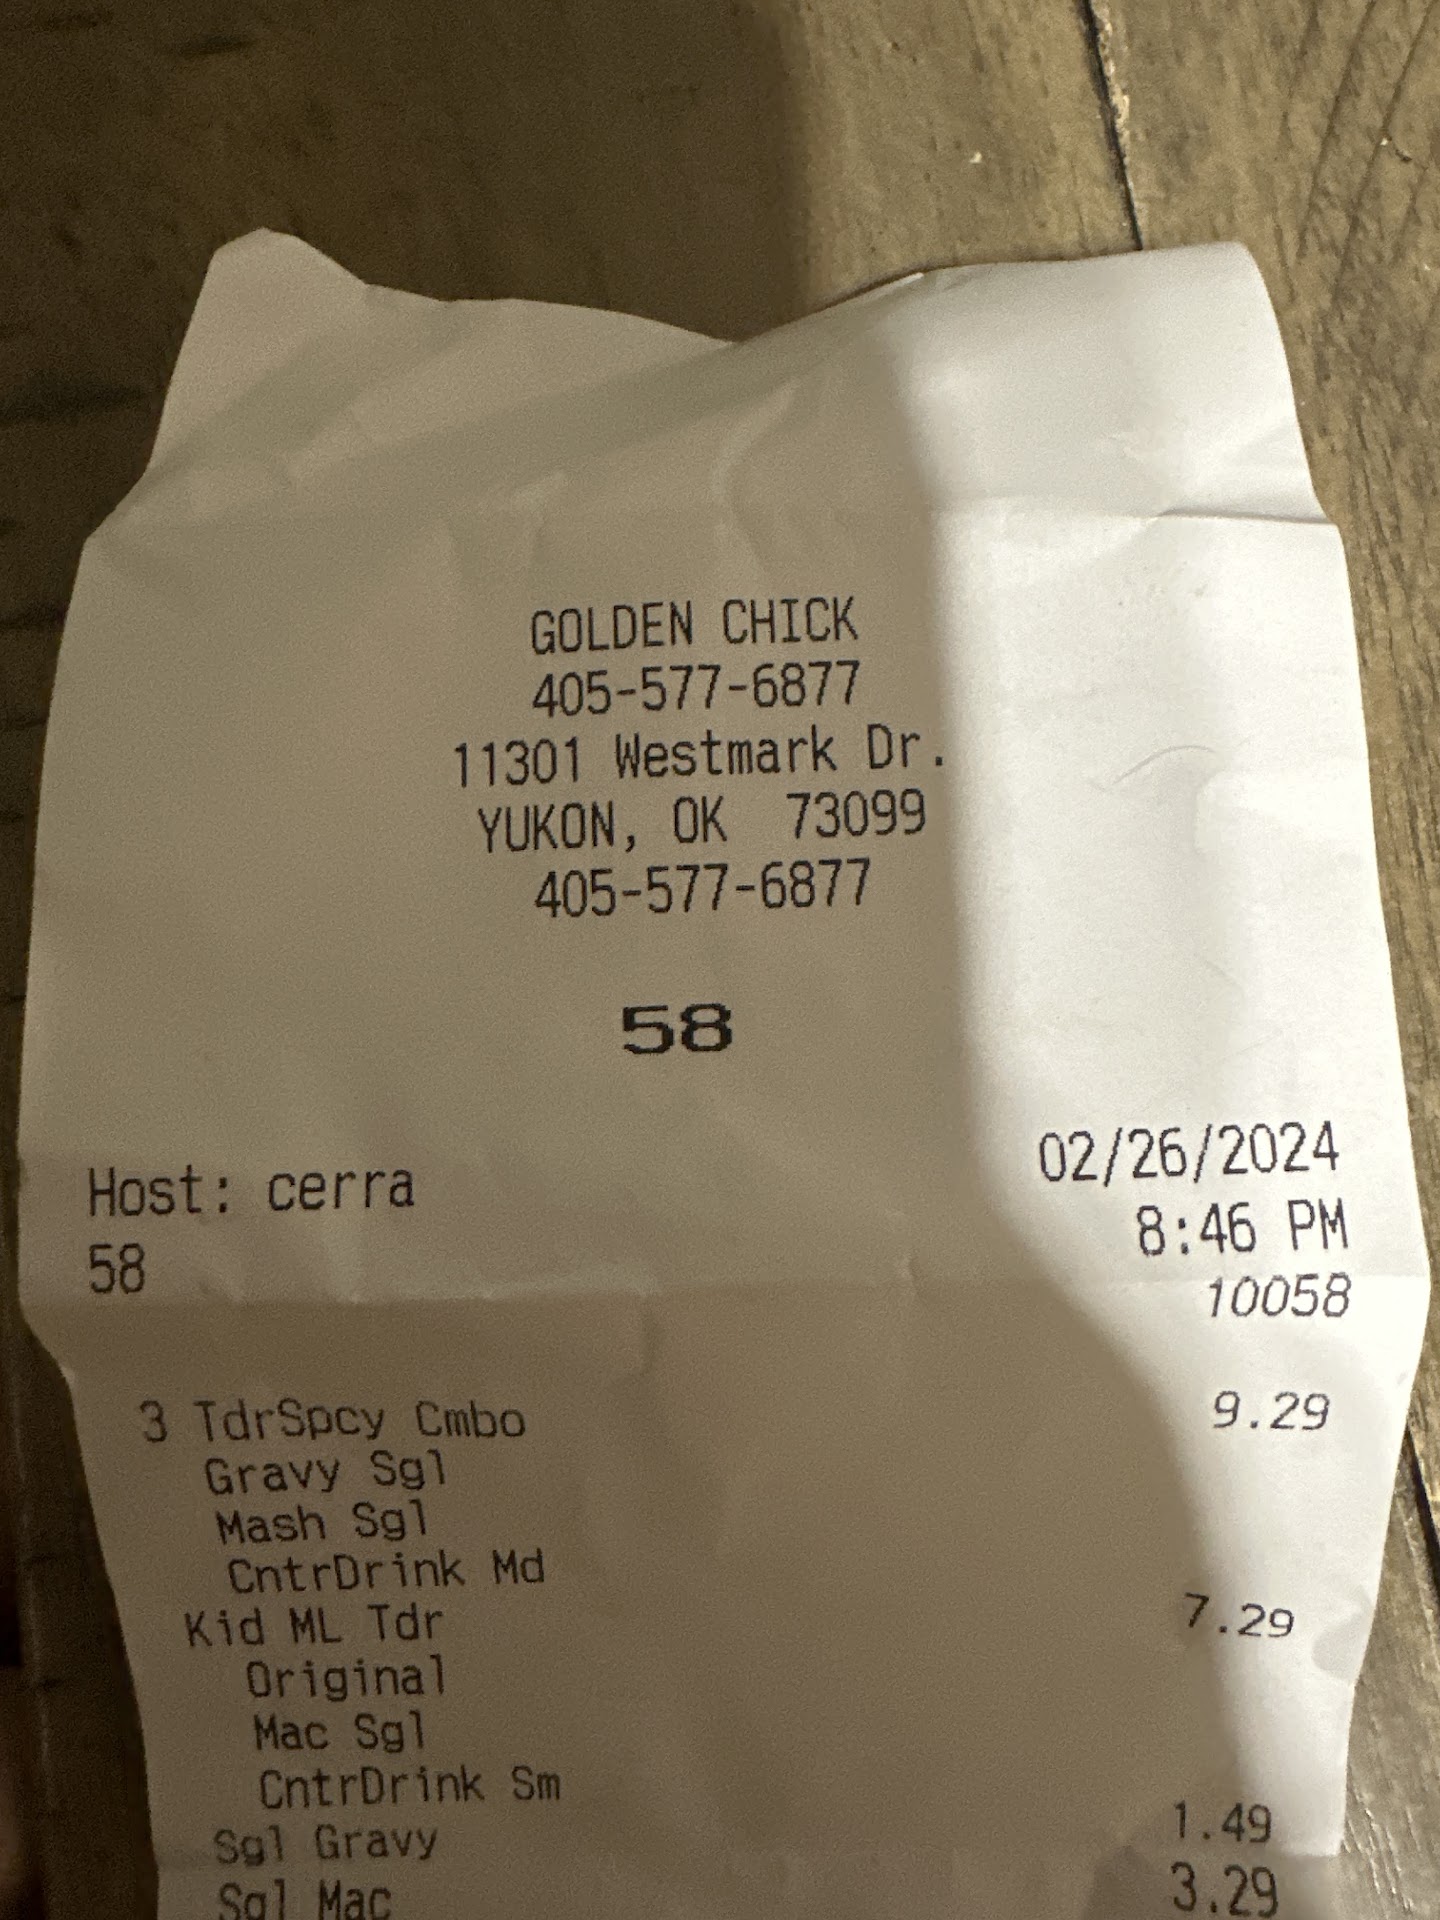 GOLDEN CHICK
405-577-6877
11301 Westmark Dr.
YUKON, OK 73099
405-577-6877
58
02/26/2024
Host: cerra 8:46 PM
58 10058
3 TdrSpcy Cmbo 9.29
Gravy Sgl
Mash Sgl
CntrDrink Md
Kid ML Tdr 7.29
Original
Mac Sgl
CntrDrink Sm
Sgl Gravy 1.49
Sgl Mac 3.29